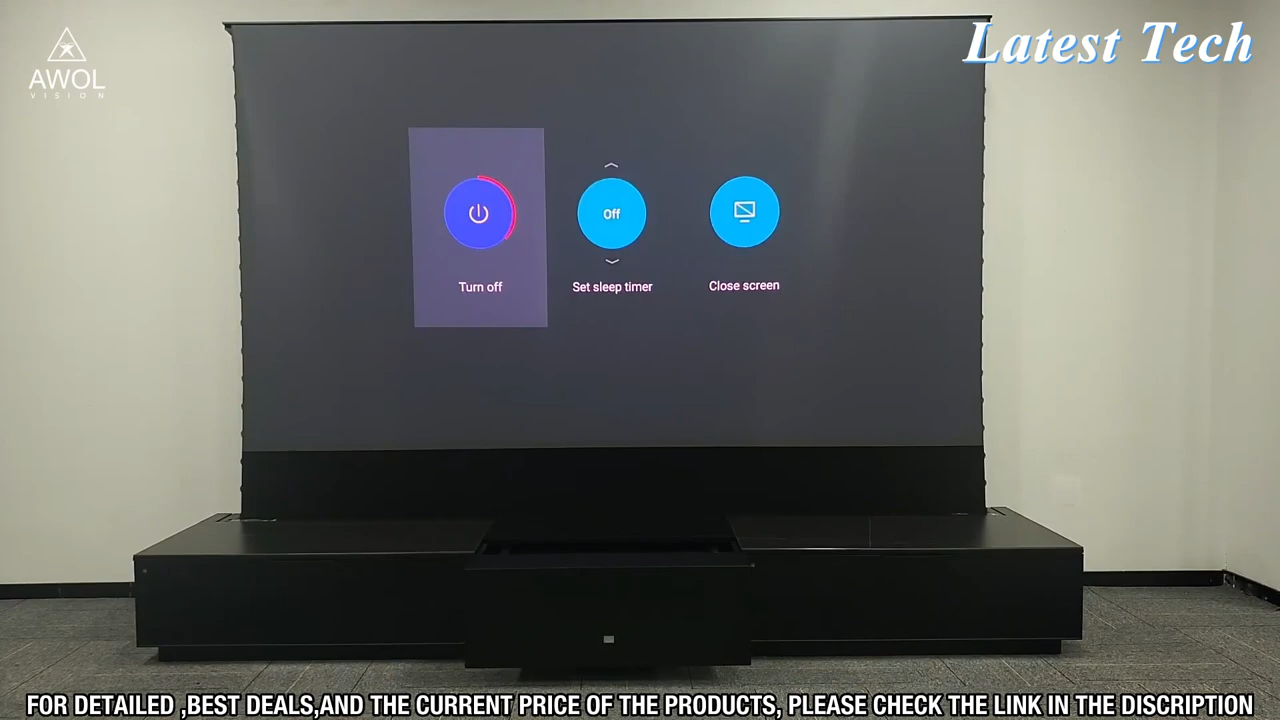 Latest Tech
AWOL
VISION
Off
Turn off
Set sleep timer
Close screen
FOR DETAILED ,BEST DEALS,AND THE CURRENT PRICE OF THE PRODUCTS, PLEASE CHECK THE LINK IN THE DISCRIPTION